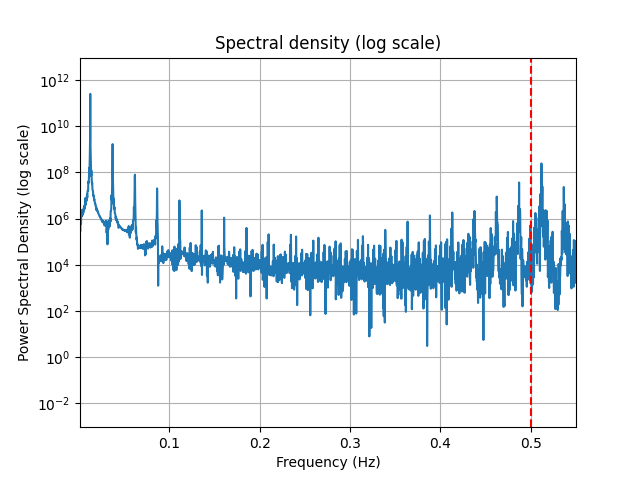 Spectral density (log scale)
Power Spectral Density (log scale)
10¹²
10¹⁰
10⁸
10⁶
10⁴
10²
10⁰
10⁻²
0.1 0.2 0.3 0.4 0.5
Frequency (Hz)